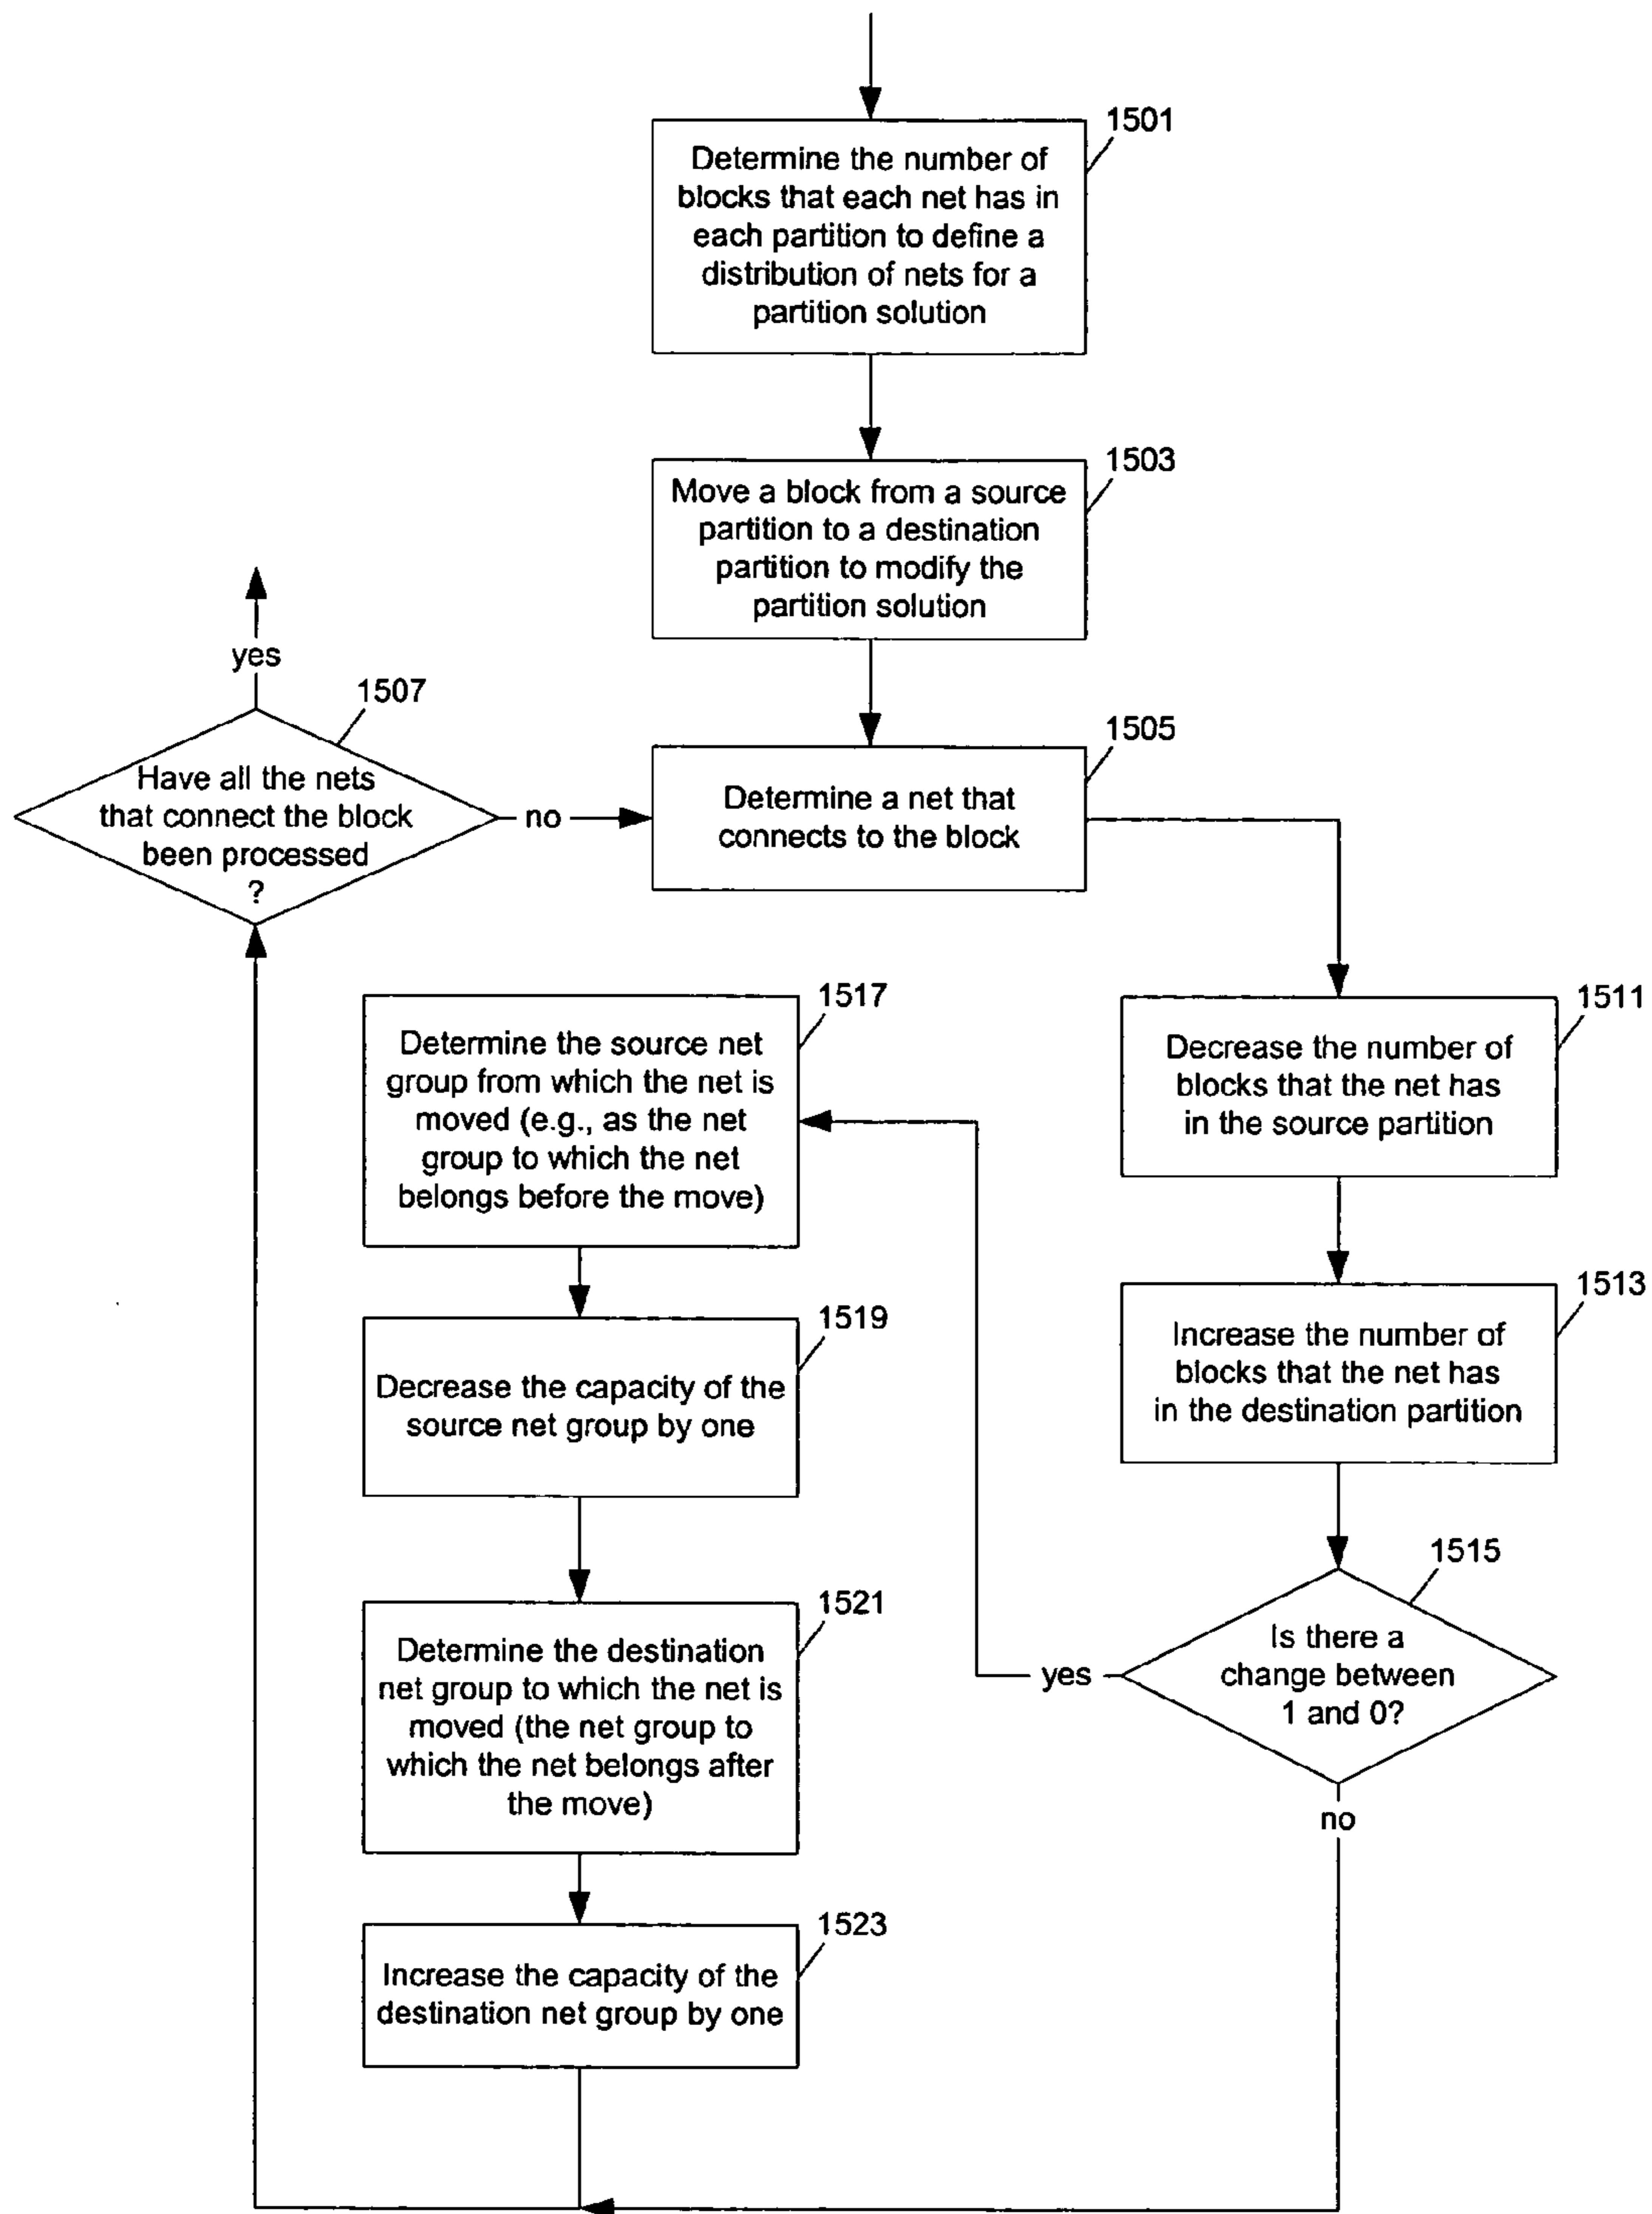 1501
Determine the number of
blocks that each net has in
each partition to define a
distribution of nets for a
partition solution
1503
Move a block from a source
partition to a destination
partition to modify the
partition solution
yes
1507
Have all the nets
that connect the block
been processed
?
no
1505
Determine a net that
connects to the block
1511
Decrease the number of
blocks that the net has
in the source partition
1513
Increase the number of
blocks that the net has
in the destination partition
1515
Is there a
change between
1 and 0?
yes
no
1517
Determine the source net
group from which the net is
moved (e.g., as the net
group to which the net
belongs before the move)
1519
Decrease the capacity of the
source net group by one
1521
Determine the destination
net group to which the net is
moved (the net group to
which the net belongs after
the move)
1523
Increase the capacity of the
destination net group by one